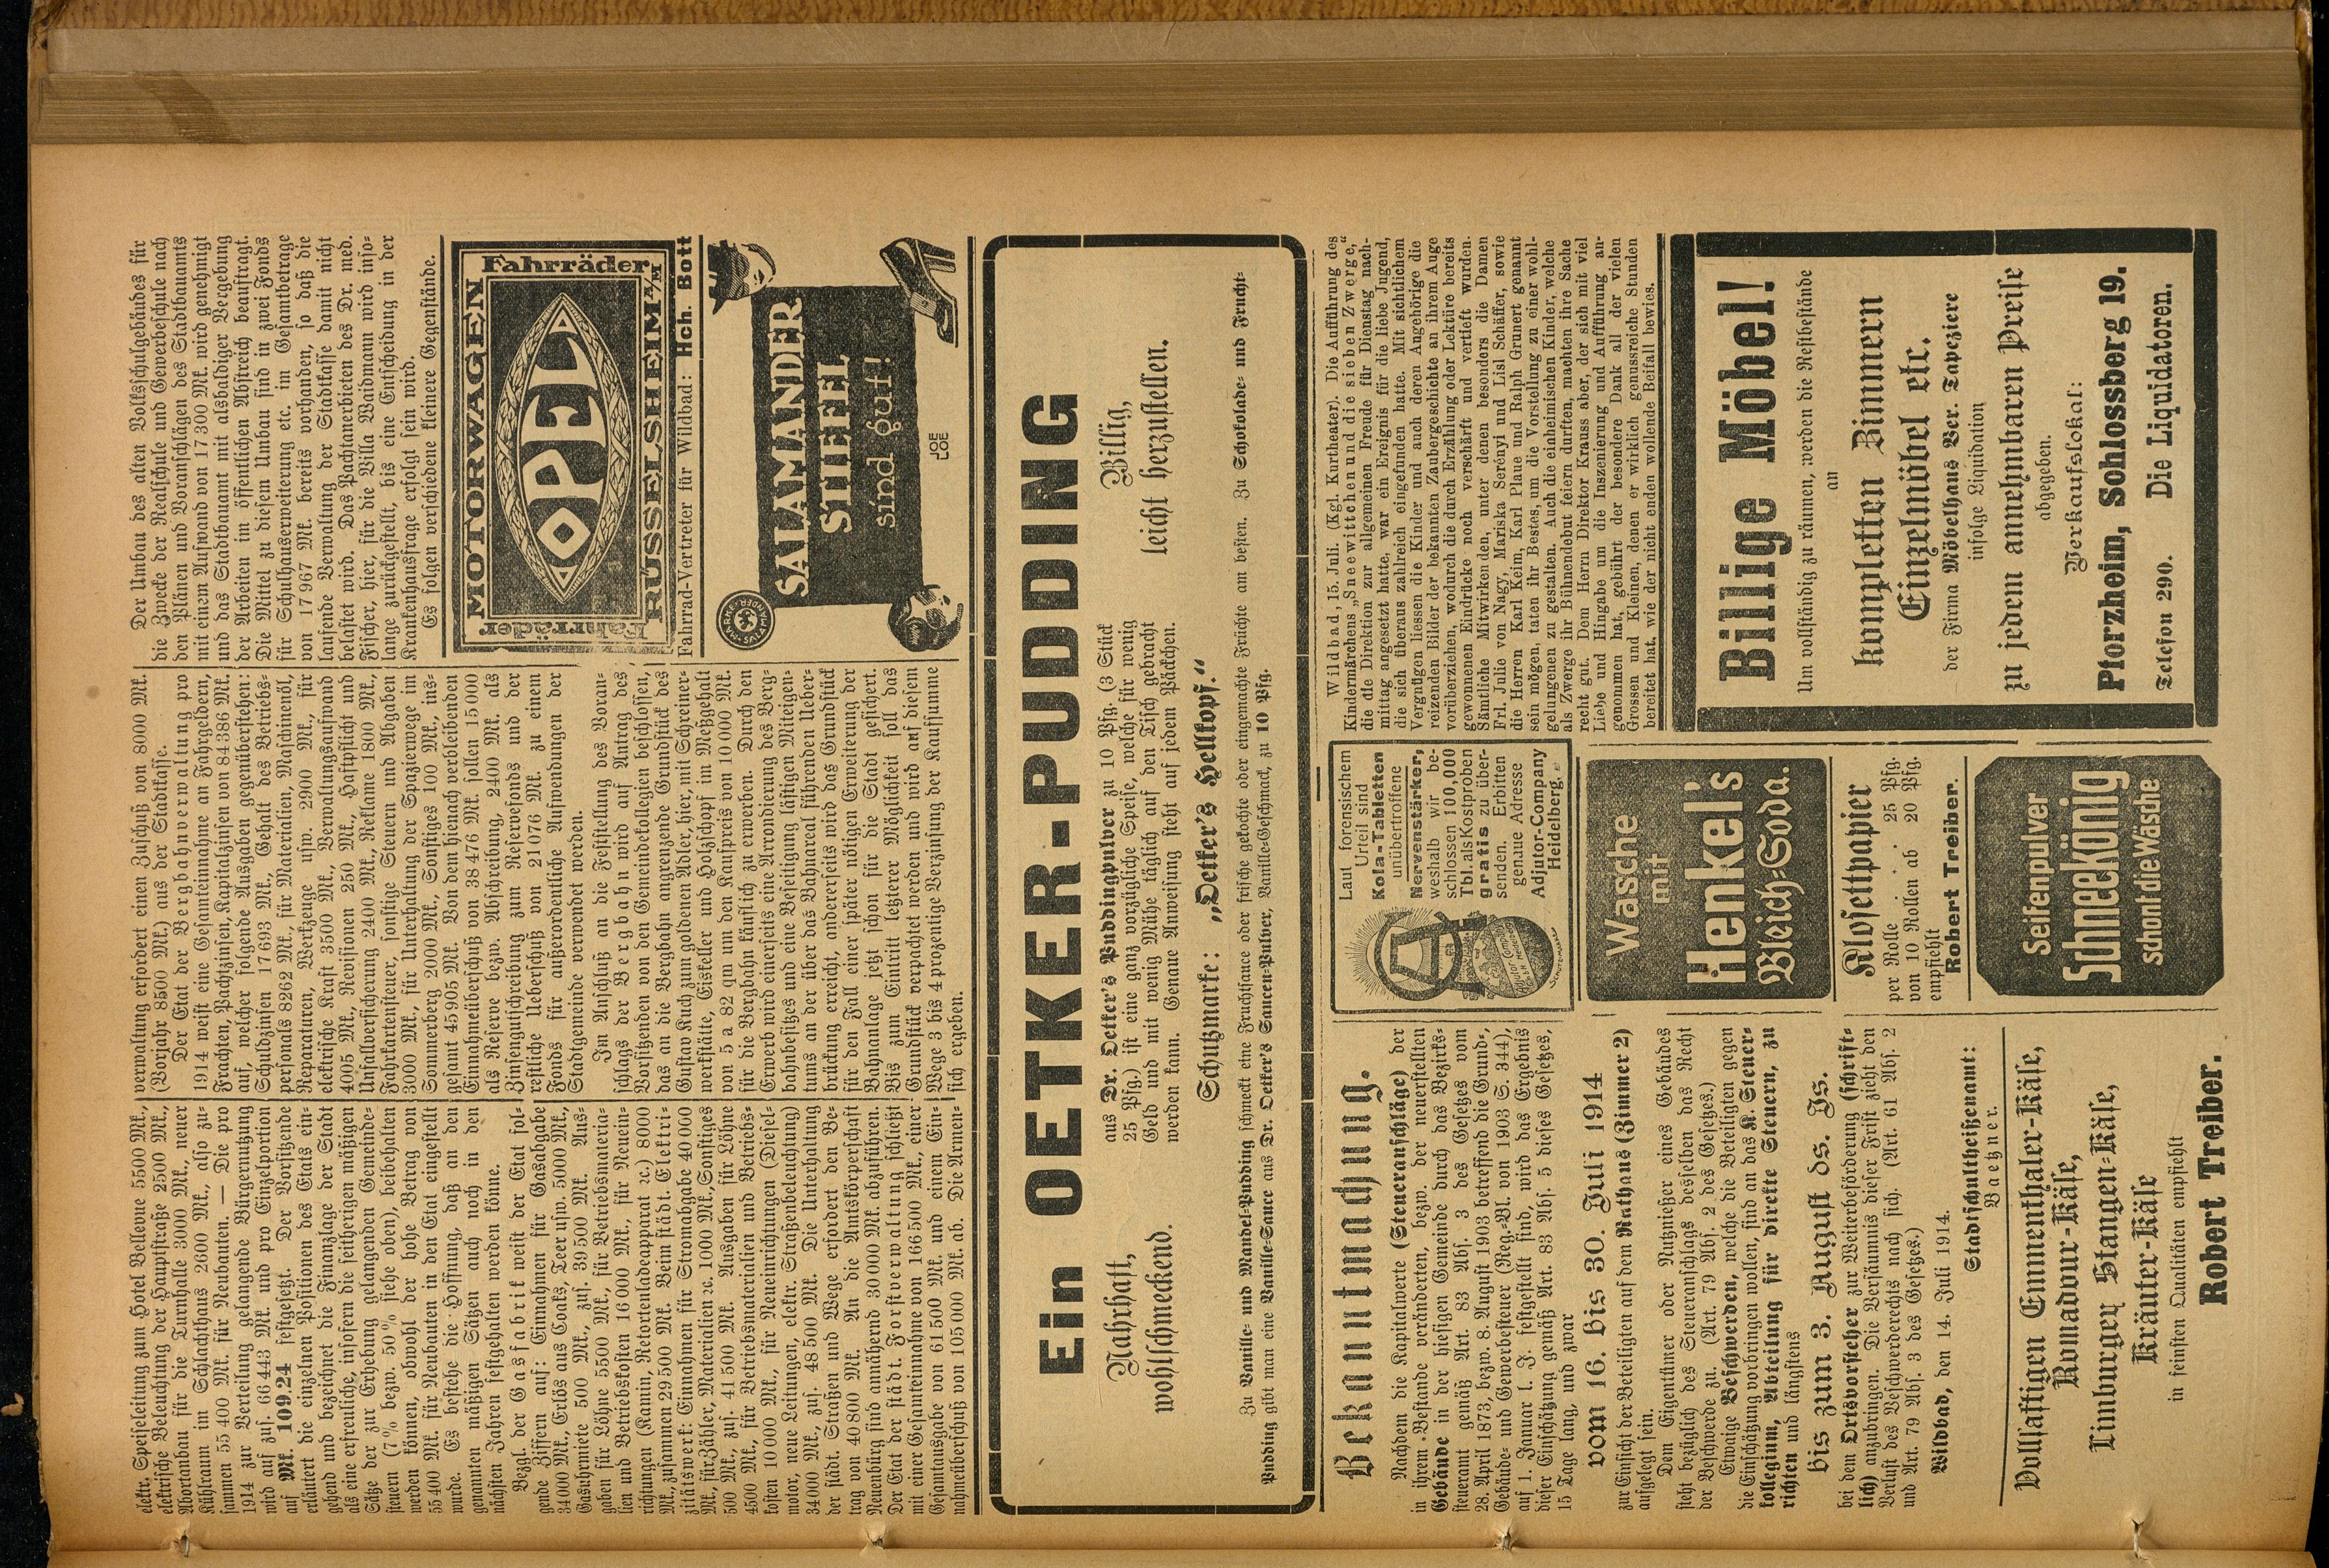 elektr. Speiseleitung zum Hotel Bellevue 5500 Mk.,
elektrische Beleuchtung der Hauptstraße 2500 Mk.,
Abortanbau für die Turnhalle 3000 Mk., neuer
Kühlraum im Schlachthaus 2600 Mk., also zu-
sammen 55 400 Mk. für Neubauten. — Die pro
1914 zur Verteilung gelangende Bürgernutzung
wird auf zus. 36 443 Mk. und pro Einzelportion
auf Mk. 109.24 festgesetzt. Der Vorsitzende
erläutert die einzelnen Positionen des Etats ein-
gehend und bezeichnet die Finanzlage der Stadt
als eine erfreuliche, insofern die seitherigen mäßigen
Sätze der zur Erhebung gelangenden Gemeinde-
steuern (7% bezw. 50% siehe oben), beibehalten
werden können, obwohl der hohe Betrag von
55 400 Mk. für Neubauten in den Etat eingestellt
wurde. Es bestehe die Hoffnung, daß an den
genannten mäßigen Sätzen auch noch in den
nächsten Jahren festgehalten werden könne.
Bezgl. der Gasfabrik weist der Etat fol-
gende Ziffern auf: Einnahmen für Gasabgabe
34 000 Mk., Erlös aus Coaks, Teer usw. 5000 Mk.,
Gasuhrmiete 500 Mk., zus. 39 500 Mk. Aus-
gaben für Löhne 5500 Mk., für Betriebsmateria-
lien und Betriebskosten 16 000 Mk., für Neuein-
richtungen (Kamin, Retortenladeapparat ꝛc.) 8000
Mk., zusammen 29 500 Mk. Beim städt. Elektri-
zitätswerk: Einnahmen für Stromabgabe 40 000
Mk., für Zähler, Materialien ꝛc. 1000 Mk., Sonstiges
500 Mk., zus. 41 500 Mk. Ausgaben für Löhne
4500 Mk., für Betriebsmaterialien und Betriebs-
kosten 10 000 Mk., für Neueinrichtungen (Diesel-
motor, neue Leitungen, elektr. Straßenbeleuchtung)
34 000 Mk., zus. 48 500 Mk. Die Unterhaltung
der städt. Straßen und Wege erfordert den Be-
trag von 40 800 Mk. An die Amtskörperschaft
Neuenbürg sind annähernd 30 000 Mk. abzuführen.
Der Etat der städt. Forstverwaltung schließt
mit einer Gesamteinnahme von 166 500 Mk., einer
Gesamtausgabe von 61 500 Mk. und einem Ein-
nahmeüberschuß von 105 000 Mk. ab. Die Armen-
verwaltung erfordert einen Zuschuß von 8000 Mk.
(Vorjahr 8500 Mk.) aus der Stadtkasse.
Der Etat der Bergbahnverwaltung pro
1914 weist eine Gesamteinnahme an Fahrgeldern,
Frachten, Pachtzinsen, Kapitalzinsen von 84 386 Mk.
auf, welcher folgende Ausgaben gegenüberstehen:
Schuldzinsen 17 693 Mk., Gehalt des Betriebs-
personals 8262 Mk., für Materialien, Maschinenöl,
Reparaturen, Werkzeuge usw. 2900 Mk., für
elektrische Kraft 3500 Mk., Verwaltungsaufwand
4005 Mk., Revisionen 250 Mk., Haftpflicht und
Unfallversicherung 2400 Mk., Reklame 1800 Mk.,
Fahrkartensteuer, sonstige Steuern und Abgaben
3000 Mk., für Unterhaltung der Spazierwege im
Sommerberg 2000 Mk., Sonstiges 100 Mk., ins-
gesamt 45 905 Mk. Von dem hienach verbleibenden
Einnahmeüberschuß von 38 476 Mk. sollen 15 000
als Reserve bezw. Abschreibung, 2400 Mk. als
Zinsengutschreibung zum Reservefonds und der
restliche Ueberschuß von 21 076 Mk. zu einem
Fonds für außerordentliche Aufwendungen der
Stadtgemeinde verwendet werden.
Im Anschluß an die Feststellung des Voran-
schlags der Bergbahn wird auf Antrag des
Vorsitzenden von den Gemeindekollegien beschlossen,
das an die Bergbahn angrenzende Grundstück des
Gustav Kuch zum goldenen Adler, hier, mit Schreiner-
werkstätte, Eiskeller und Holzschopf im Meßgehalt
von 5 a 82 qm um den Kaufpreis von 10 000 Mk.
für die Bergbahn käuflich zu erwerben. Durch den
Erwerb wird einerseits eine Arrondierung des Berg-
bahnbesitzes und eine Beseitigung lästigen Miteigen-
tums an der über das Bahnareal führenden Ueber-
brückung erreicht, andererseits wird das Grundstück
für den Fall einer später nötigen Erweiterung der
Bahnanlage jetzt schon für die Stadt gesichert.
Bis zum Eintritt letzterer Möglichkeit soll das
Grundstück verpachtet werden und wird auf diesem
Wege 3 bis 4 prozentige Verzinsung der Kaufsumme
sich ergeben.
Der Umbau des alten Volksschulgebäudes für
die Zwecke der Realschule und Gewerbeschule nach
den Plänen und Voranschlägen des Stadtbauamts
mit einem Aufwand von 17 300 Mk. wird genehmigt
und das Stadtbauamt mit alsbaldiger Vergebung
der Arbeiten in öffentlichen Abstreich beauftragt.
Die Mittel zu diesem Umbau sind in zwei Fonds
für Schulhauserweiterung etc. im Gesamtbetrage
von 17 967 Mk. bereits vorhanden, so daß die
laufende Verwaltung der Stadtkasse damit nicht
belastet wird. Das Pachtanerbieten des Dr. med.
Fischer, hier, für die Villa Waidmann wird inso-
lange zurückgestellt, bis eine Entscheidung in der
Krankenhausfrage erfolgt sein wird.
Es folgen verschiedene kleinere Gegenstände.
MOTORWAGEN
Fahrräder
OPEL
Fahrräder
RÜSSELSHEIM A/M
Fahrrad-Vertreter für Wildbad: Hch. Bott
MARKE SALAMANDER
SALAMANDER
STIEFEL
sind gut!
JOE
LOE
Ein OETKER-PUDDING
Nahrhaft,
wohlschmeckend.
aus Dr. Oetker's Puddingpulver zu 10 Pfg. (3 Stück
25 Pfg.) ist eine ganz vorzügliche Speise, welche für wenig
Geld und mit wenig Mühe täglich auf den Tisch gebracht
werden kann. Genaue Anweisung steht auf jedem Päckchen.
Billig,
leicht herzustellen.
Schutzmarke: „Oetker's Hellkopf.“
Zu Vanille- und Mandel-Pudding schmeckt eine Fruchtsauce oder frische gekochte oder eingemachte Früchte am besten. Zu Schokolade- und Frucht-
Pudding gibt man eine Vanille-Sauce aus Dr. Oetker's Saucen-Pulver, Vanille-Geschmack, zu 10 Pfg.
Bekanntmachung.
Nachdem die Kapitalwerte (Steueranschläge) der
in ihrem Bestande veränderten, bezw. der neuerstellten
Gebäude in der hiesigen Gemeinde durch das Bezirks-
steueramt gemäß Art. 83 Abs. 3 des Gesetzes vom
28. April 1873, bezw. 8. August 1903 betreffend die Grund-,
Gebäude- und Gewerbesteuer (Reg.-Bl. von 1903 S. 344),
auf 1. Januar l. J. festgestellt sind, wird das Ergebnis
dieser Einschätzung gemäß Art. 83 Abs. 5 dieses Gesetzes,
15 Tage lang, und zwar
vom 16. bis 30. Juli 1914
zur Einsicht der Beteiligten auf dem Rathaus (Zimmer 2)
aufgelegt sein.
Dem Eigentümer oder Nutznießer eines Gebäudes
steht bezüglich des Steueranschlags desselben das Recht
der Beschwerde zu. (Art. 79 Abs. 2 des Gesetzes.)
Etwaige Beschwerden, welche die Beteiligten gegen
die Einschätzung vorbringen wollen, sind an das K. Steuer-
kollegium, Abteilung für direkte Steuern, zu
richten und längstens
bis zum 3. August ds. Js.
bei dem Ortsvorsteher zur Weiterbeförderung (schrift-
lich) anzubringen. Die Versäumnis dieser Frist zieht den
Verlust des Beschwerderechts nach sich. (Art. 61 Abs. 2
und Art. 79 Abs. 3 des Gesetzes.)
Wildbad, den 14. Juli 1914.
Stadtschultheißenamt:
Baetzner.
Vollsaftigen Emmenthaler-Käse,
Romadour-Käse,
Limburger Stangen-Käse,
Kräuter-Käse
in feinsten Qualitäten empfiehlt
Robert Treiber.
Laut forensischem
Urteil sind
Kola-Tabletten
unübertroffene
Nervenstärker,
weshalb wir be-
schlossen 100,000
Tbl. als Kostproben
gratis zu über-
senden. Erbitten
genaue Adresse
Adjutor-Company
Heidelberg.
Wasche
mit
Henkel's
Bleich-Soda.
Klosettpapier
per Rolle . 25 Pfg.
von 10 Rollen ab 20 Pfg.
empfiehlt
Robert Treiber.
Seifenpulver
Schneekönig
schont die Wäsche
Wildbad, 15. Juli. (Kgl. Kurtheater). Die Aufführung des
Kindermärchens „Sneewittchen und die sieben Zwerge,“
die die Direktion zur allgemeinen Freude für Dienstag nach-
mittag angesetzt hatte, war ein Ereignis für die liebe Jugend,
die sich überaus zahlreich eingefunden hatte. Mit sichtlichem
Vergnügen liessen die Kinder und auch deren Angehörige die
reizenden Bilder der bekannten Zaubergeschichte an ihrem Auge
vorüberziehen, wodurch die durch Erzählung oder Lektüre bereits
gewonnenen Eindrücke noch verschärft und vertieft wurden.
Sämtliche Mitwirkenden, unter denen besonders die Damen
Frl. Julie von Nagy, Mariska Serényi und Lisl Schäffer, sowie
die Herren Karl Keim, Karl Plaue und Ralph Grunert genannt
sein mögen, taten ihr Bestes, um die Vorstellung zu einer wohl-
gelungenen zu gestalten. Auch die einheimischen Kinder, welche
als Zwerge ihr Bühnendebut feiern durften, machten ihre Sache
recht gut. Dem Herrn Direktor Krauss aber, der sich mit viel
Liebe und Hingabe um die Inszenierung und Aufführung an-
genommen hat, gebührt der besondere Dank all der vielen
Grossen und Kleinen, denen er wirklich genussreiche Stunden
bereitet hat, wie der nicht enden wollende Beifall bewies.
Billige Möbel!
Um vollständig zu räumen, werden die Restbestände
an
kompletten Zimmern
Einzelmöbel etc.
der Firma Möbelhaus Ver. Tapeziere
infolge Liquidation
zu jedem annehmbaren Preise
abgegeben.
Verkaufslokal:
Pforzheim, Schlossberg 19.
Telefon 290. Die Liquidatoren.